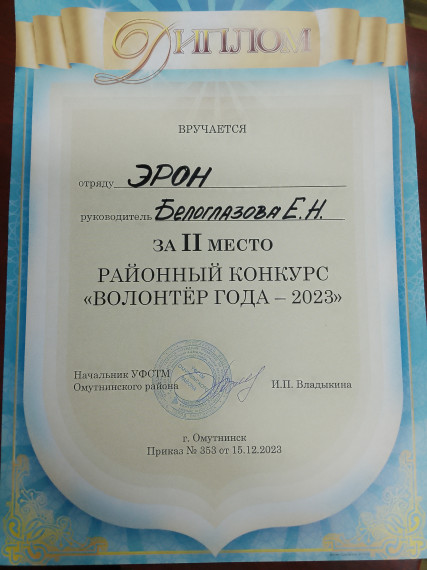 ДИПЛОМ
ВРУЧАЕТСЯ
отряду ЭРОН
руководитель Белоглазова Е.Н.
ЗА II МЕСТО
РАЙОННЫЙ КОНКУРС
«ВОЛОНТЁР ГОДА – 2023»
Начальник УФСТМ
Омутнинского района И.П. Владыкина
г. Омутнинск
Приказ № 353 от 15.12.2023